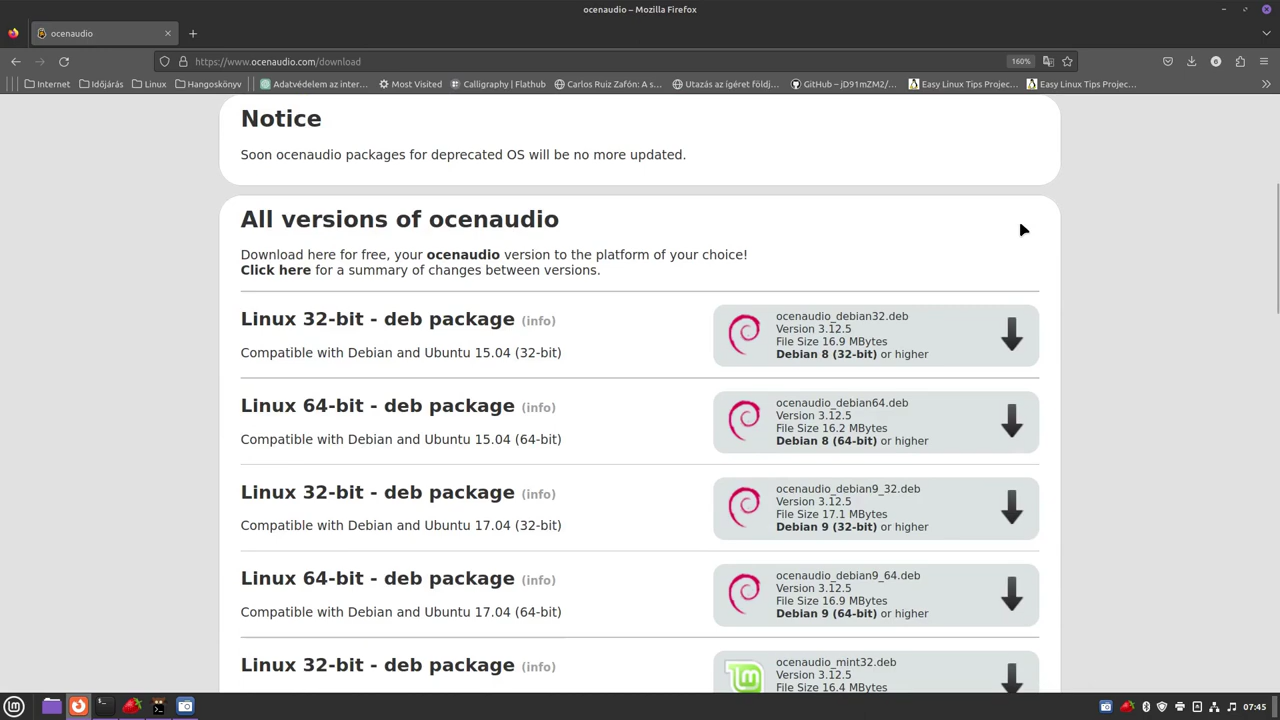 ocenaudio – Mozilla Firefox
ocenaudio
https://www.ocenaudio.com/download
160%
Internet
Időjárás
Linux
Hangoskönyv
Adatvédelem az inter...
Most Visited
Calligraphy | Flathub
Carlos Ruiz Zafón: A s...
Utazás az ígéret földj...
GitHub – jD91mZM2/...
Easy Linux Tips Projec...
Easy Linux Tips Projec...
Notice
Soon ocenaudio packages for deprecated OS will be no more updated.
All versions of ocenaudio
Download here for free, your ocenaudio version to the platform of your choice!
Click here for a summary of changes between versions.
Linux 32-bit - deb package (info)
Compatible with Debian and Ubuntu 15.04 (32-bit)
ocenaudio_debian32.deb
Version 3.12.5
File Size 16.9 MBytes
Debian 8 (32-bit) or higher
Linux 64-bit - deb package (info)
Compatible with Debian and Ubuntu 15.04 (64-bit)
ocenaudio_debian64.deb
Version 3.12.5
File Size 16.2 MBytes
Debian 8 (64-bit) or higher
Linux 32-bit - deb package (info)
Compatible with Debian and Ubuntu 17.04 (32-bit)
ocenaudio_debian9_32.deb
Version 3.12.5
File Size 17.1 MBytes
Debian 9 (32-bit) or higher
Linux 64-bit - deb package (info)
Compatible with Debian and Ubuntu 17.04 (64-bit)
ocenaudio_debian9_64.deb
Version 3.12.5
File Size 16.9 MBytes
Debian 9 (64-bit) or higher
Linux 32-bit - deb package (info)
ocenaudio_mint32.deb
Version 3.12.5
File Size 16.4 MBytes
07:45